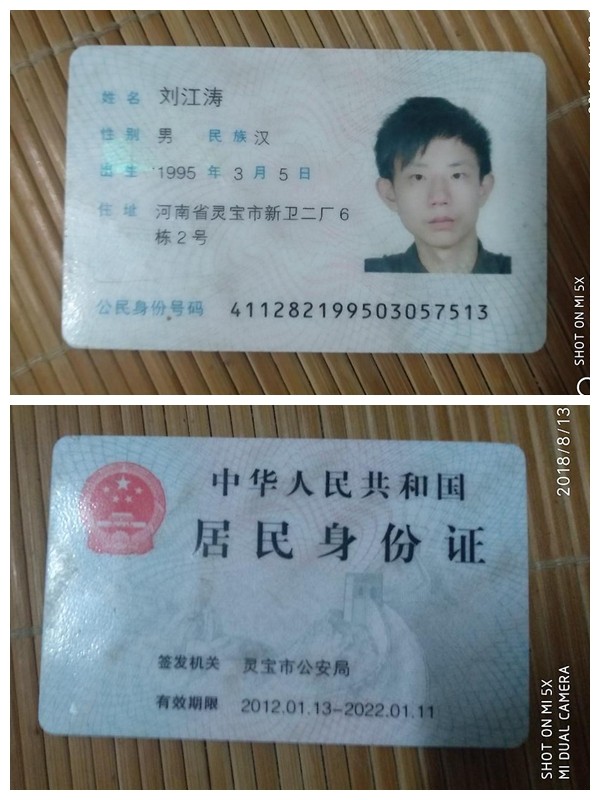 姓名 刘江涛
性别 男 民族 汉
出生 1995 年 3 月 5 日
住址 河南省灵宝市新卫二厂6
栋2号
公民身份号码 411282199503057513
SHOT ON MI 5X
中华人民共和国
居民身份证
签发机关 灵宝市公安局
有效期限 2012.01.13-2022.01.11
2018/8/13
SHOT ON MI 5X
MI DUAL CAMERA